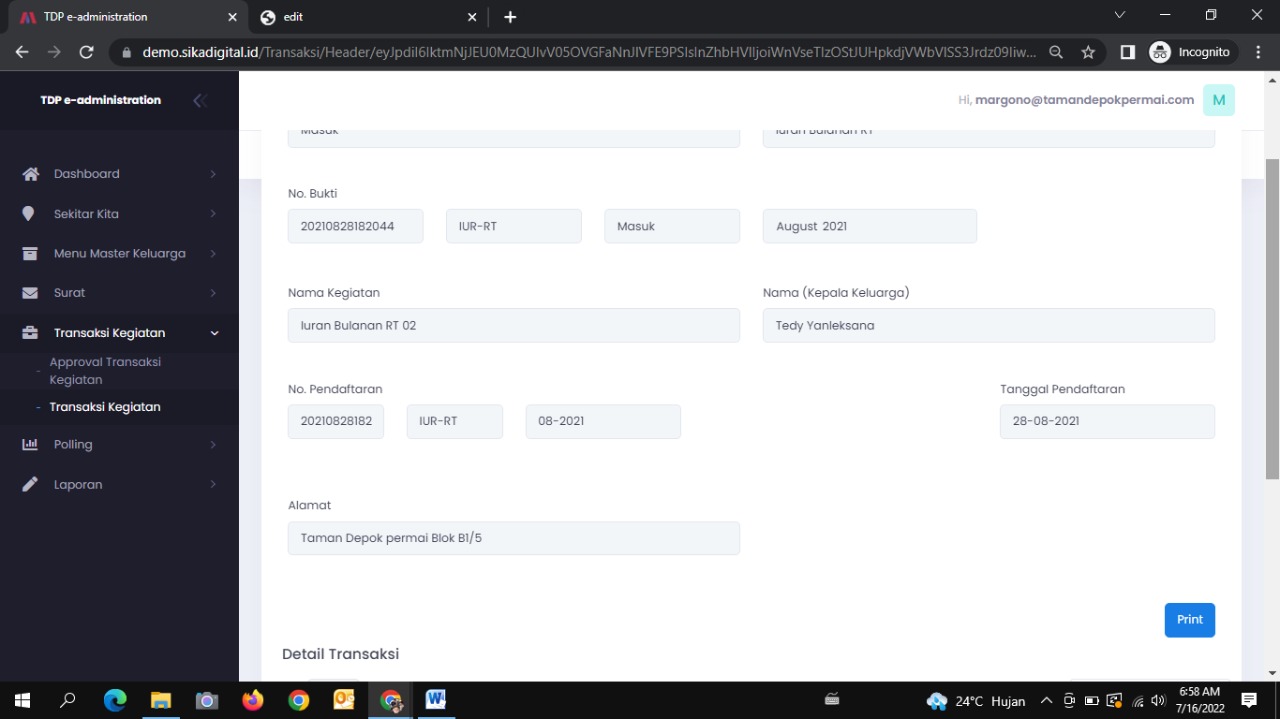 TDP e-administration
edit
demo.sikadigital.id/Transaksi/Header/
Incognito
TDP e-administration
Hi, margono@tamandepokpermai.com
M
Masuk
Iuran Bulanan RT
Dashboard
Sekitar Kita
Menu Master Keluarga
Surat
Transaksi Kegiatan
Approval Transaksi
Kegiatan
Transaksi Kegiatan
Polling
Laporan
No. Bukti
20210828182044
IUR-RT
Masuk
August 2021
Nama Kegiatan
Nama (Kepala Keluarga)
Iuran Bulanan RT 02
Tedy Yanleksana
No. Pendaftaran
Tanggal Pendaftaran
20210828182
IUR-RT
08-2021
28-08-2021
Alamat
Taman Depok permai Blok B1/5
Print
Detail Transaksi
24°C Hujan
6:58 AM
7/16/2022